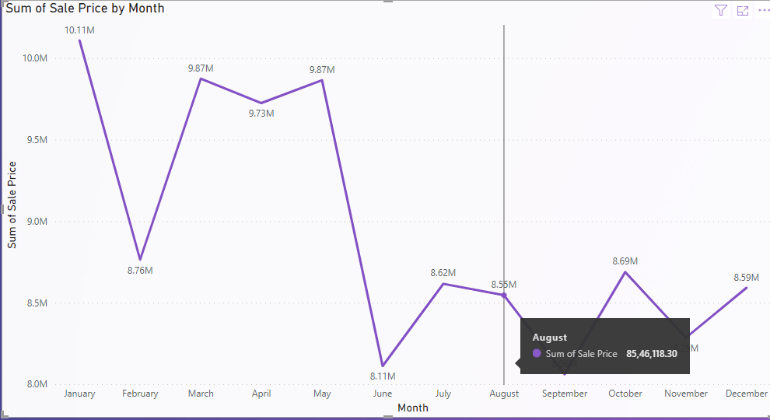 Sum of Sale Price by Month
10.11M
10.0M
9.87M
9.87M
9.73M
9.5M
Sum of Sale Price
9.0M
8.76M
8.69M
8.62M
8.59M
8.55M
8.5M
August
Sum of Sale Price 85,46,118.30
8.11M
8.0M
January February March April May June July August September October November December
Month